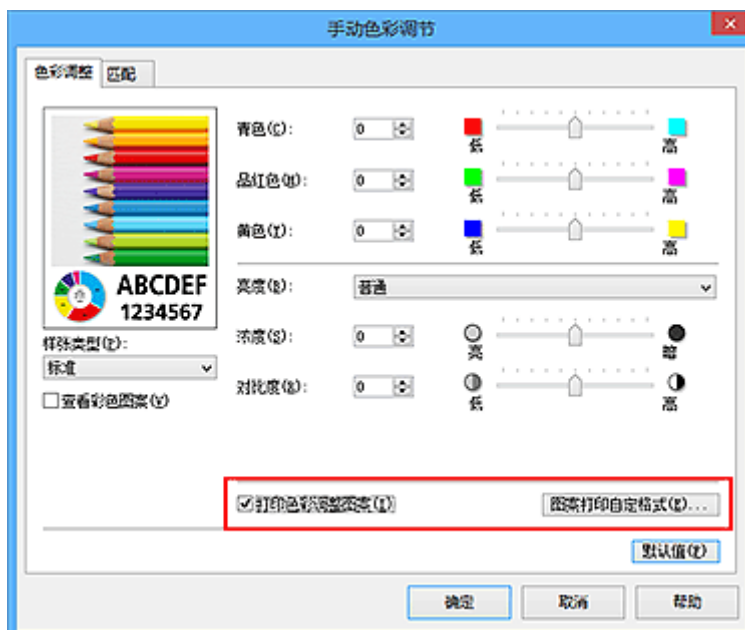 手动色彩调节
色彩调整 匹配
青色(C): 0 低 高
品红色(M): 0 低 高
黄色(Y): 0 低 高
ABCDEF
1234567
亮度(B): 普通
样张类型(E):
标准
浓度(S): 0 亮 暗
查看彩色图案(V)
对比度(R): 0 低 高
打印色彩调整图案(I) 图案打印自定格式(E)...
默认值(F)
确定 取消 帮助